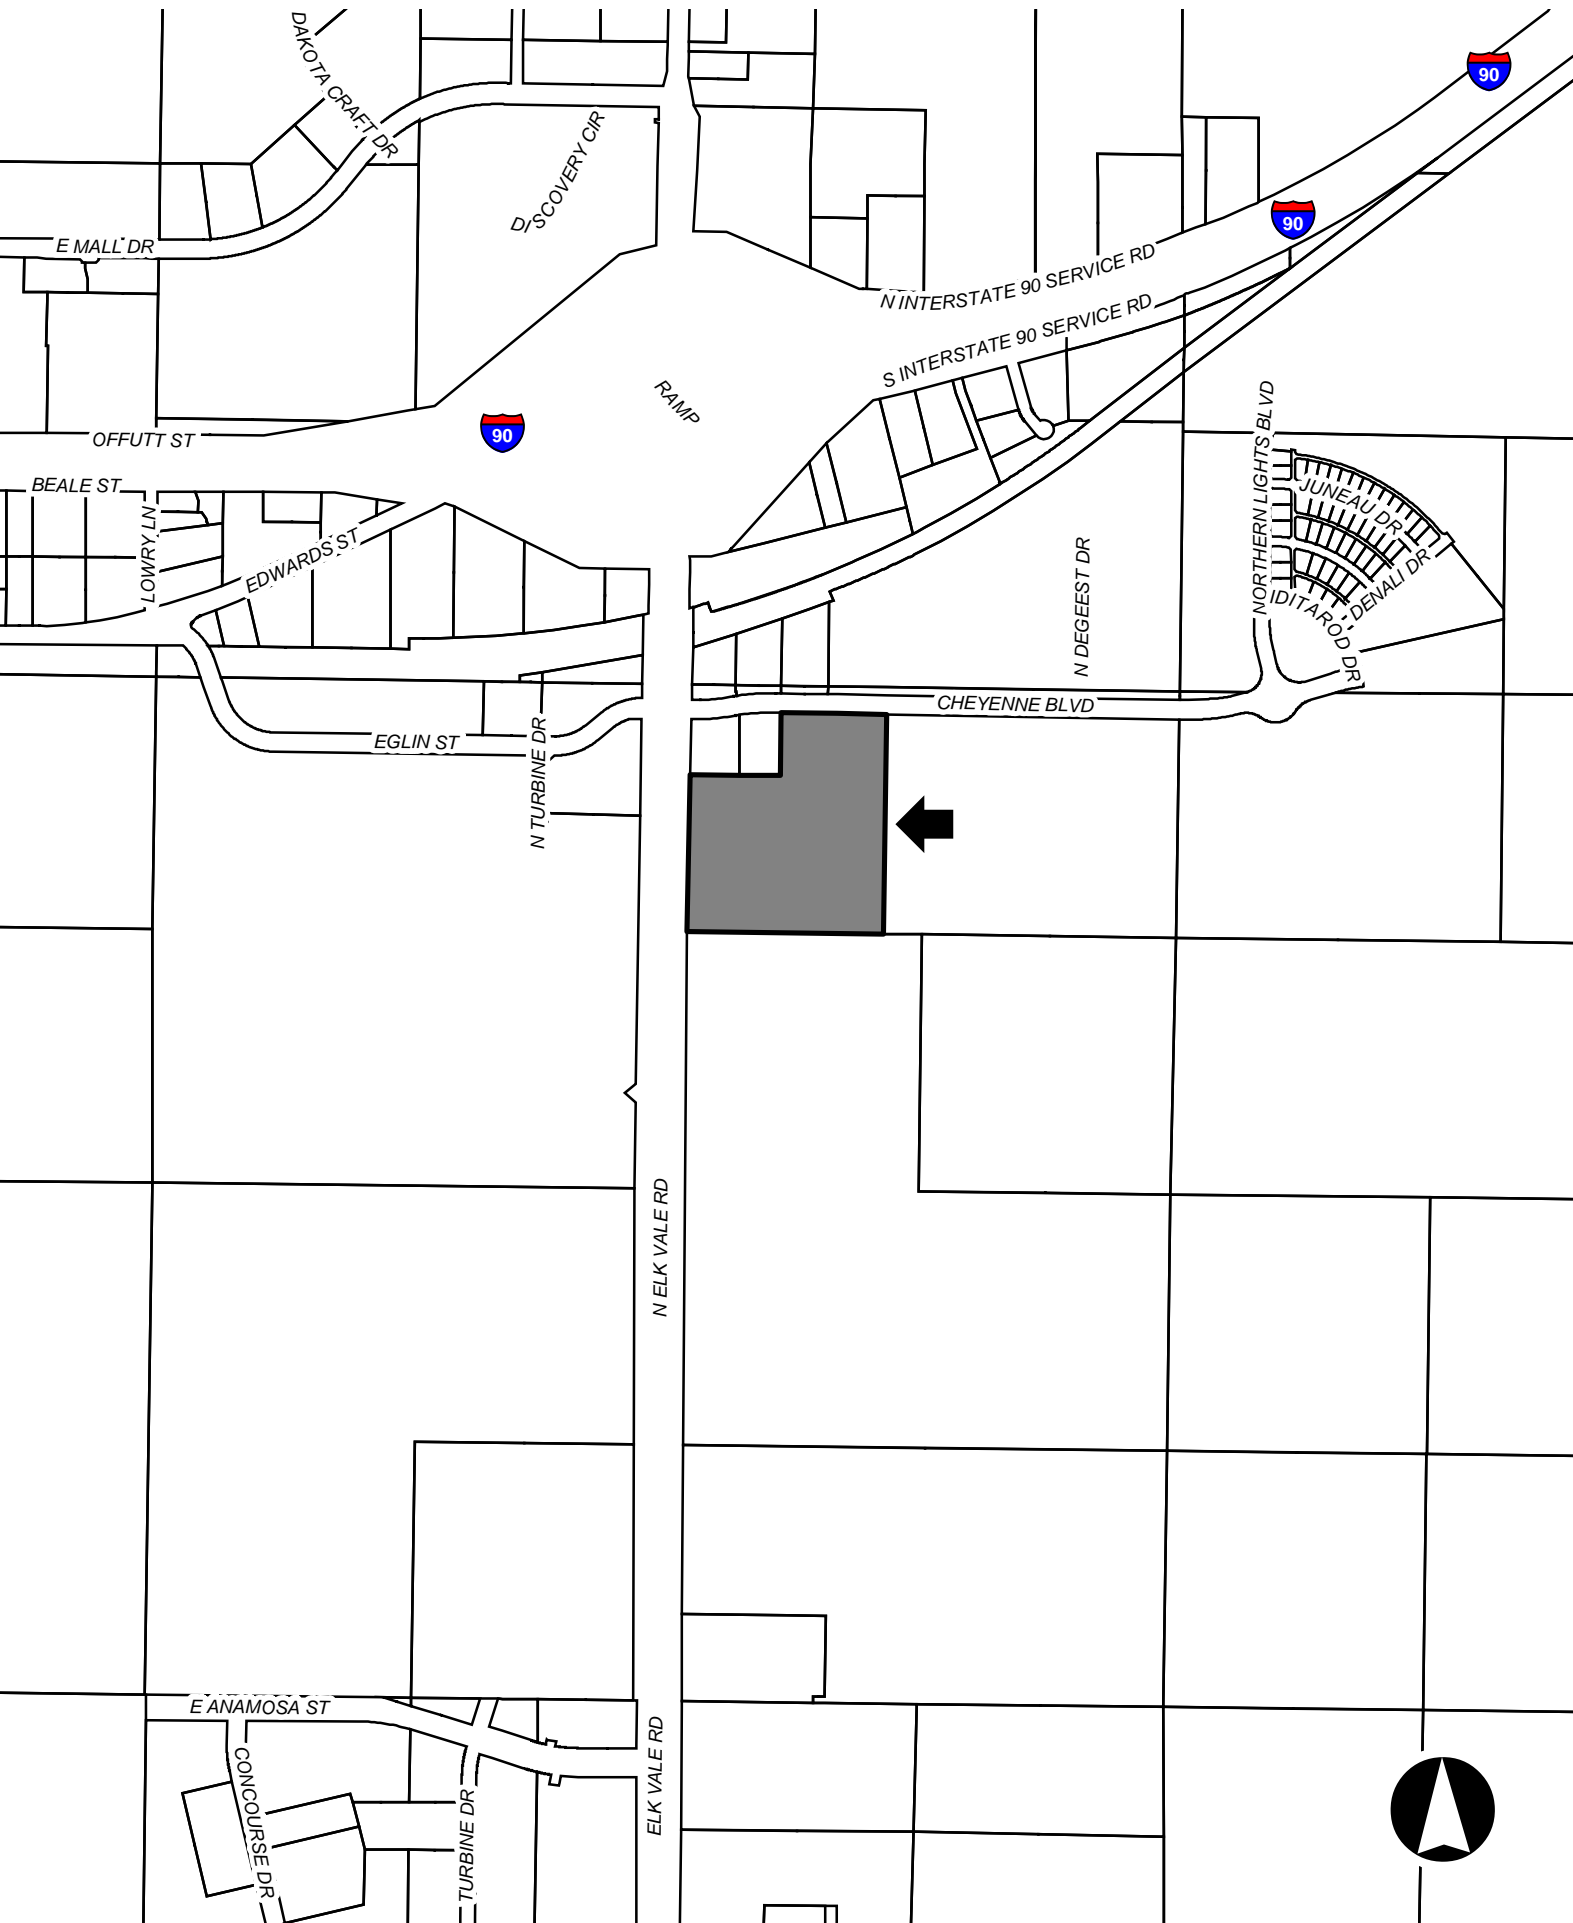 DAKOTA CRAFT DR
90
DISCOVERY CIR
90
E MALL DR
N INTERSTATE 90 SERVICE RD
S INTERSTATE 90 SERVICE RD
RAMP
90
OFFUTT ST
BEALE ST
LOWRY LN
EDWARDS ST
NORTHERN LIGHTS BLVD
JUNEAU DR
DENALI DR
IDITAROD DR
N DEGEEST DR
CHEYENNE BLVD
EGLIN ST
N TURBINE DR
N ELK VALE RD
E ANAMOSA ST
ELK VALE RD
CONCOURSE DR
TURBINE DR